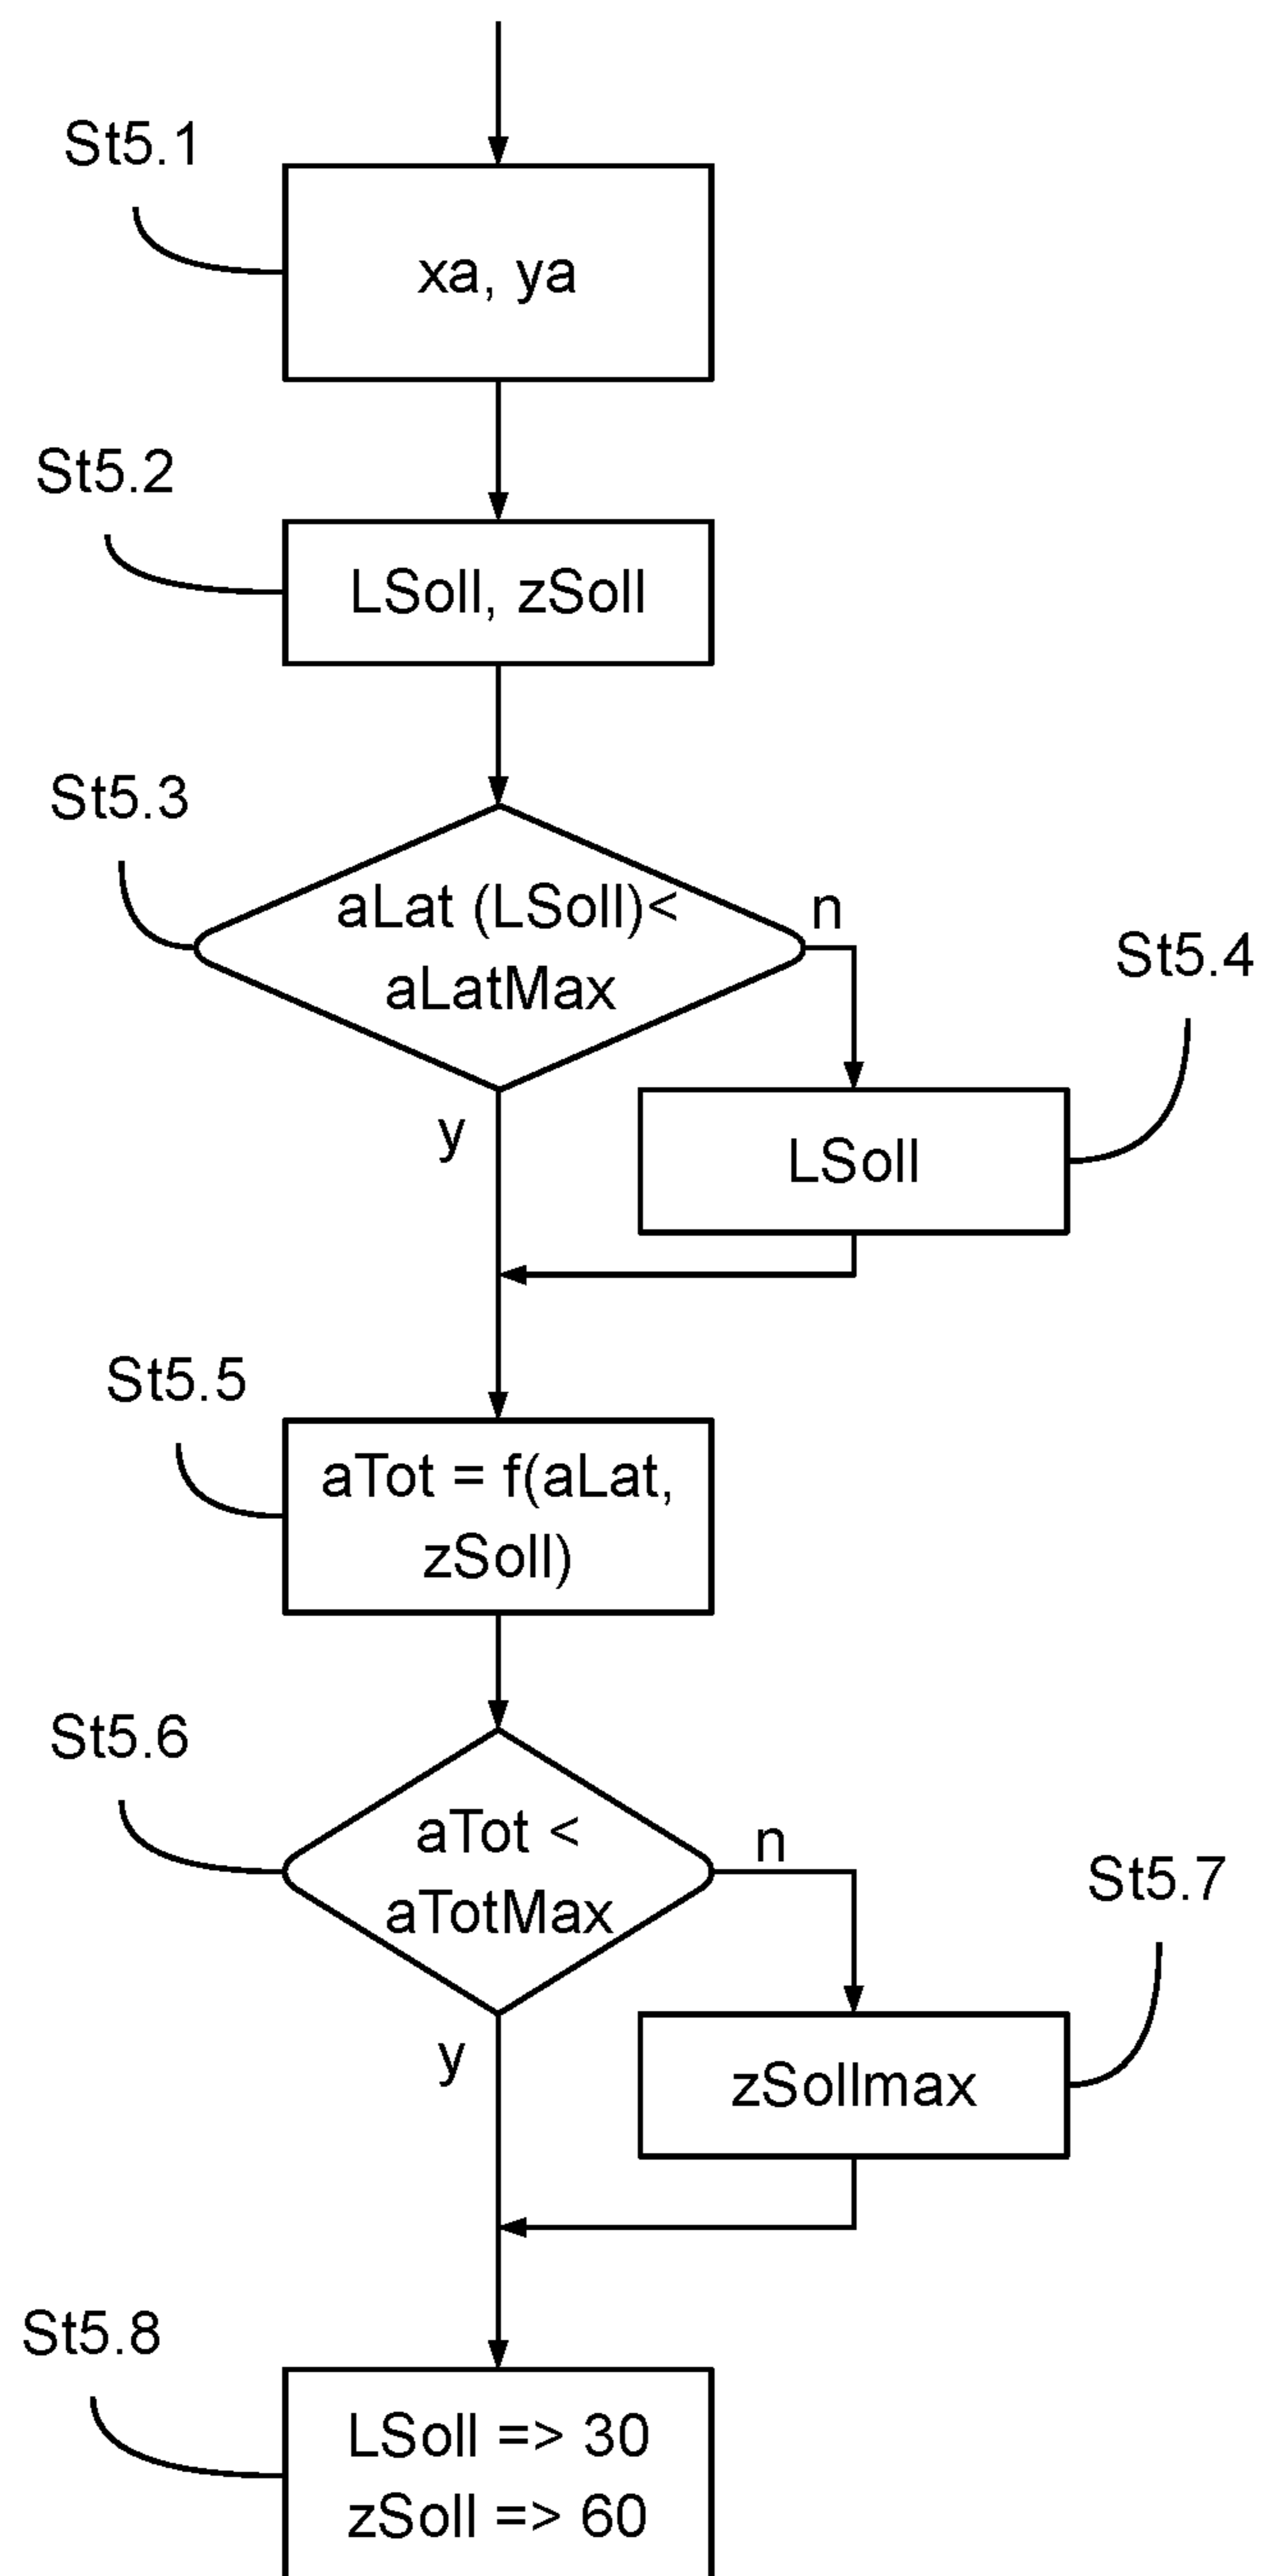 St5.1
xa, ya
St5.2
LSoll, zSoll
St5.3
aLat (LSoll)<
aLatMax
n
St5.4
y
LSoll
St5.5
aTot = f(aLat,
zSoll)
St5.6
aTot <
aTotMax
n
St5.7
y
zSollmax
St5.8
LSoll => 30
zSoll => 60